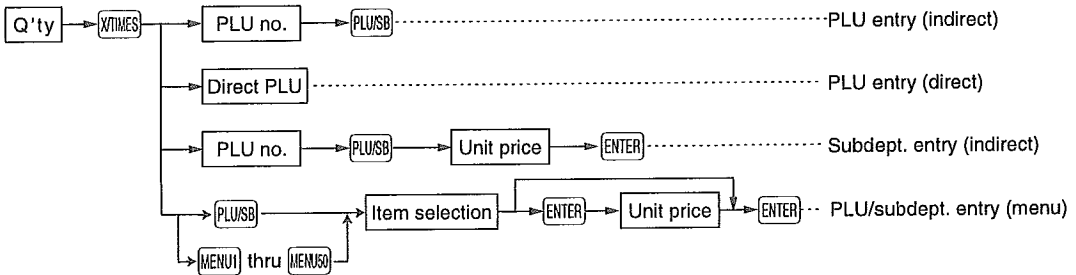 Q'ty X/TIMES PLU no. PLU/SB PLU entry (indirect)
Direct PLU PLU entry (direct)
PLU no. PLU/SB Unit price ENTER Subdept. entry (indirect)
PLU/SB Item selection ENTER Unit price ENTER PLU/subdept. entry (menu)
MENU1 thru MENU50